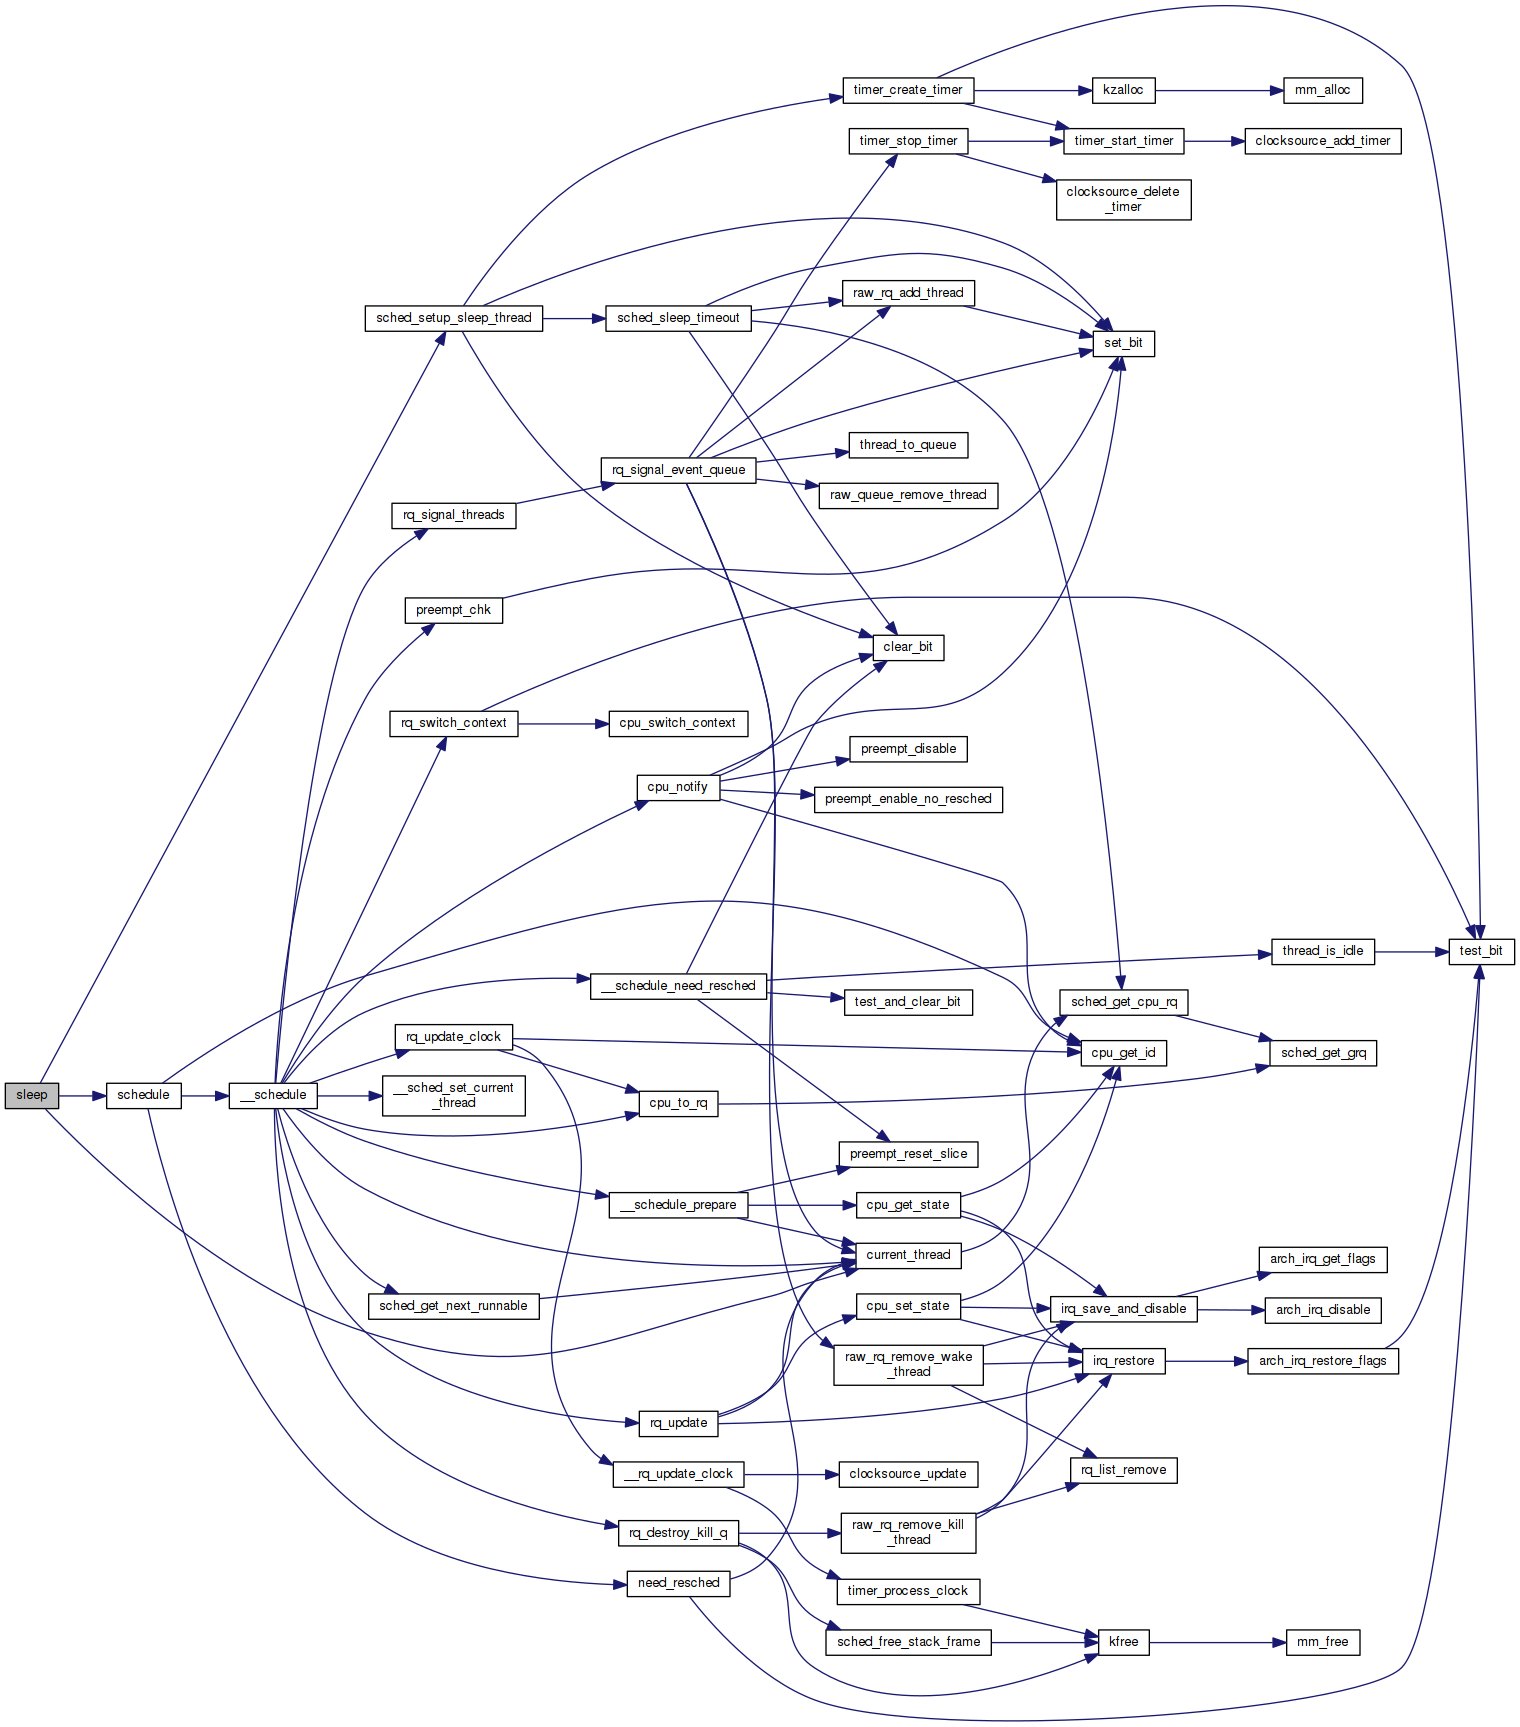 timer_create_timer
kzalloc
mm_alloc
timer_stop_timer
timer_start_timer
clocksource_add_timer
clocksource_delete
_timer
raw_rq_add_thread
sched_setup_sleep_thread
sched_sleep_timeout
set_bit
thread_to_queue
rq_signal_event_queue
raw_queue_remove_thread
rq_signal_threads
preempt_chk
clear_bit
rq_switch_context
cpu_switch_context
preempt_disable
cpu_notify
preempt_enable_no_resched
thread_is_idle
test_bit
__schedule_need_resched
test_and_clear_bit
sched_get_cpu_rq
rq_update_clock
cpu_get_id
sched_get_grq
sleep
schedule
__schedule
__sched_set_current
_thread
cpu_to_rq
preempt_reset_slice
__schedule_prepare
cpu_get_state
current_thread
arch_irq_get_flags
sched_get_next_runnable
cpu_set_state
irq_save_and_disable
arch_irq_disable
raw_rq_remove_wake
_thread
irq_restore
arch_irq_restore_flags
rq_update
__rq_update_clock
clocksource_update
rq_list_remove
rq_destroy_kill_q
raw_rq_remove_kill
_thread
need_resched
timer_process_clock
sched_free_stack_frame
kfree
mm_free